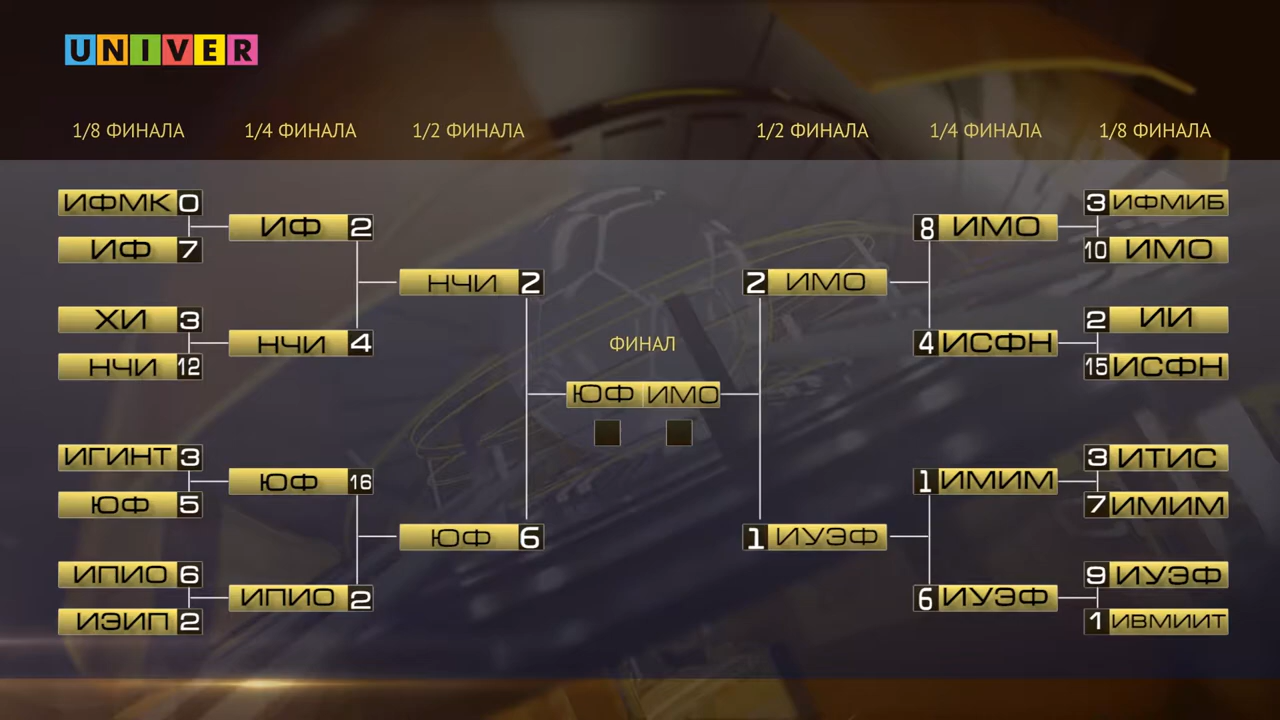 UNIVER
1/8 ФИНАЛА 1/4 ФИНАЛА 1/2 ФИНАЛА 1/2 ФИНАЛА 1/4 ФИНАЛА 1/8 ФИНАЛА
ИФМК 0
ИФ 7
ХИ 3
НЧИ 12
ИГИНТ 3
ЮФ 5
ИПИО 6
ИЭИП 2
ИФ 2
НЧИ 4
ЮФ 16
ИПИО 2
НЧИ 2
ЮФ 6
ФИНАЛ
ЮФ ИМО
2 ИМО
1 ИУЭФ
8 ИМО
4 ИСФН
1 ИМИМ
6 ИУЭФ
3 ИФМИБ
10 ИМО
2 ИИ
15 ИСФН
3 ИТИС
7 ИМИМ
9 ИУЭФ
1 ИВМИИТ